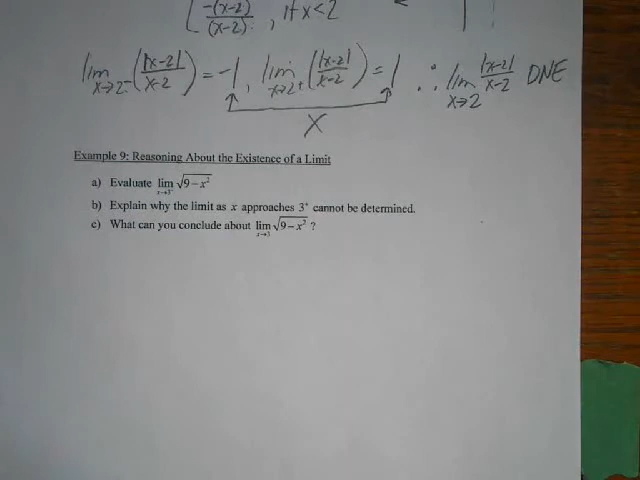 -(x-2)/(x-2), if x<2
lim x→2⁻ (|x-2|/x-2) = -1, lim x→2+ (|x-2|/x-2) = 1 ∴ lim x→2 |x-2|/x-2 DNE
X
Example 9: Reasoning About the Existence of a Limit
a) Evaluate lim x→3⁻ √9-x²
b) Explain why the limit as x approaches 3⁺ cannot be determined.
c) What can you conclude about lim x→3 √9-x² ?